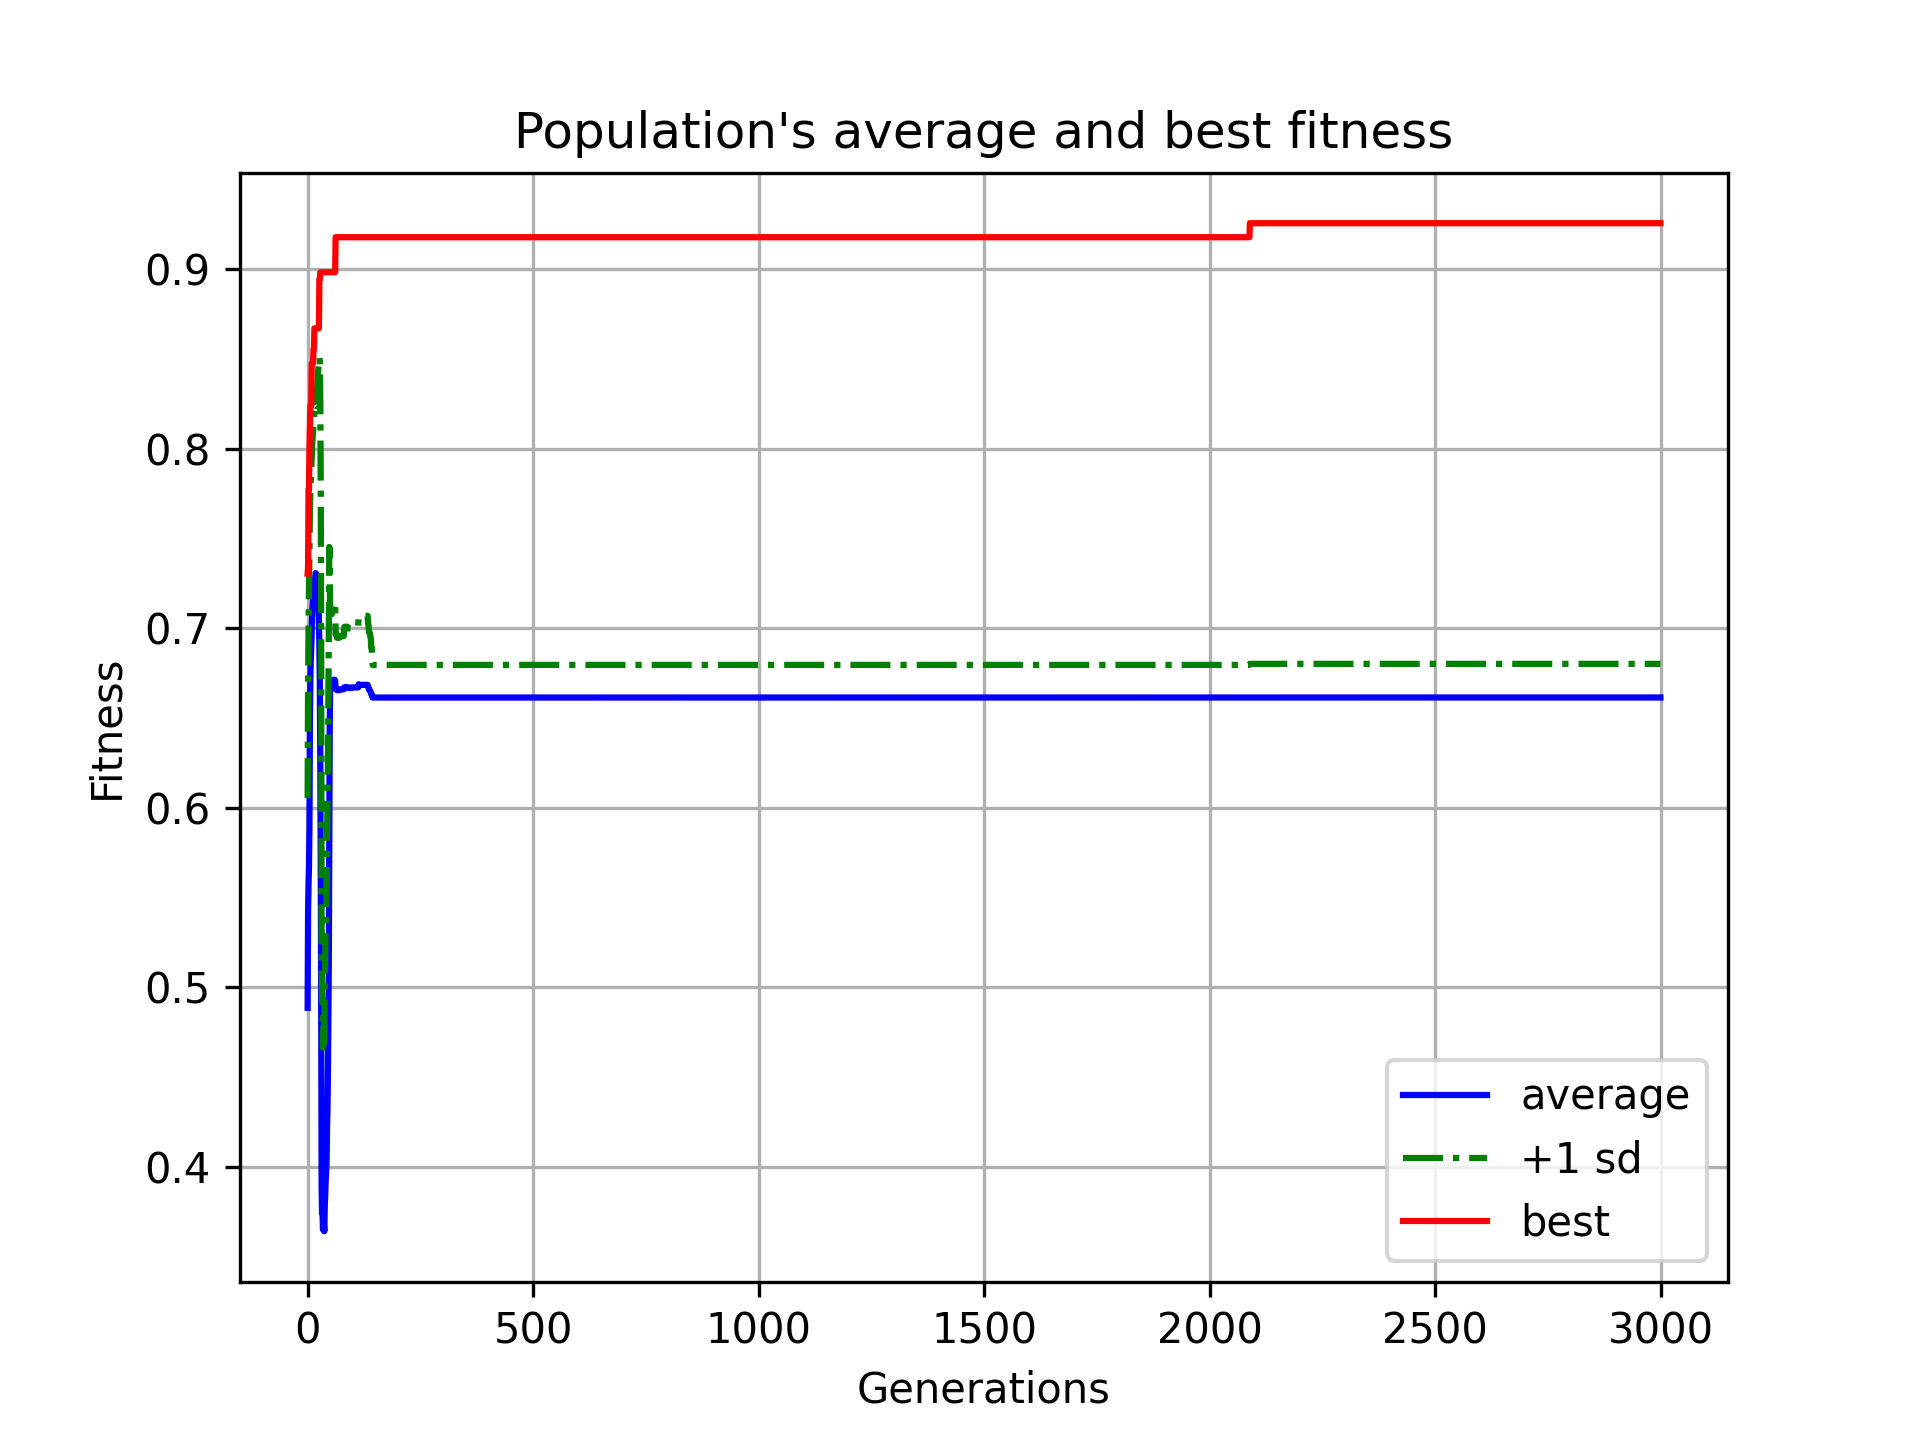 Population's average and best fitness
Fitness
0.9
0.8
0.7
0.6
0.5
0.4
average
+1 sd
best
0 500 1000 1500 2000 2500 3000
Generations